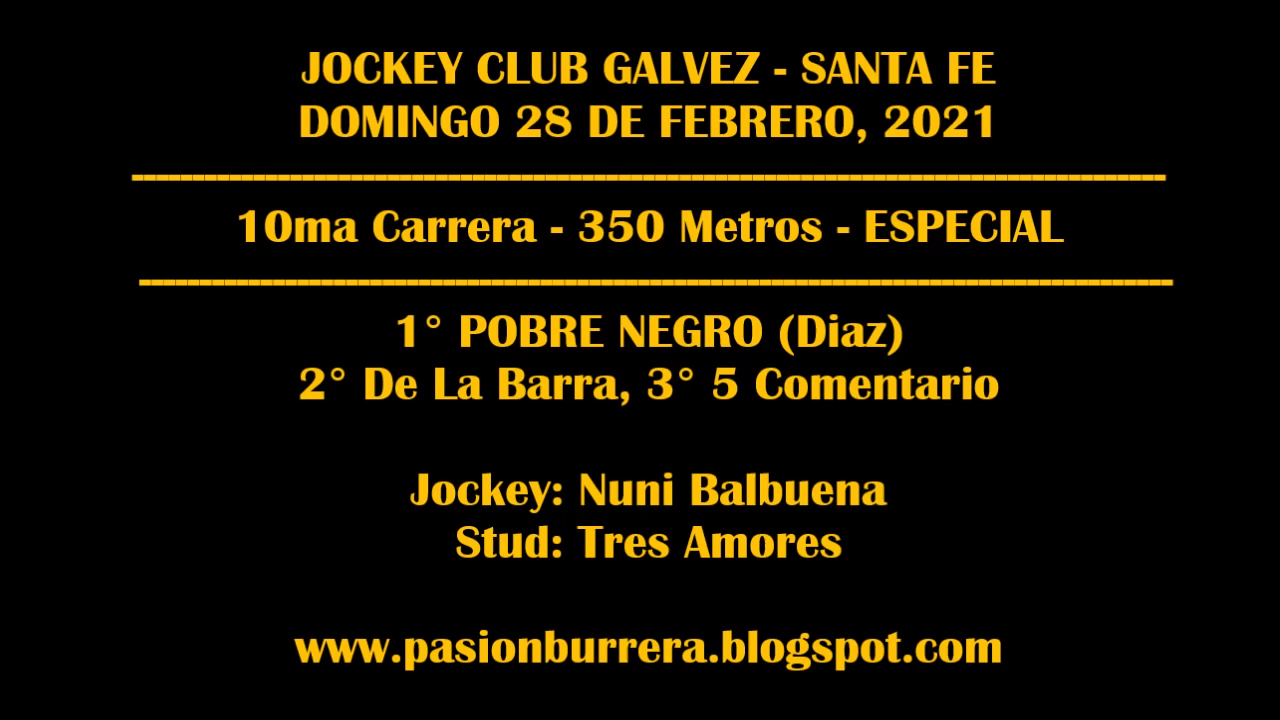 JOCKEY CLUB GALVEZ - SANTA FE
DOMINGO 28 DE FEBRERO, 2021
10ma Carrera - 350 Metros - ESPECIAL
1° POBRE NEGRO (Diaz)
2° De La Barra, 3° 5 Comentario
Jockey: Nuni Balbuena
Stud: Tres Amores
www.pasionburrera.blogspot.com